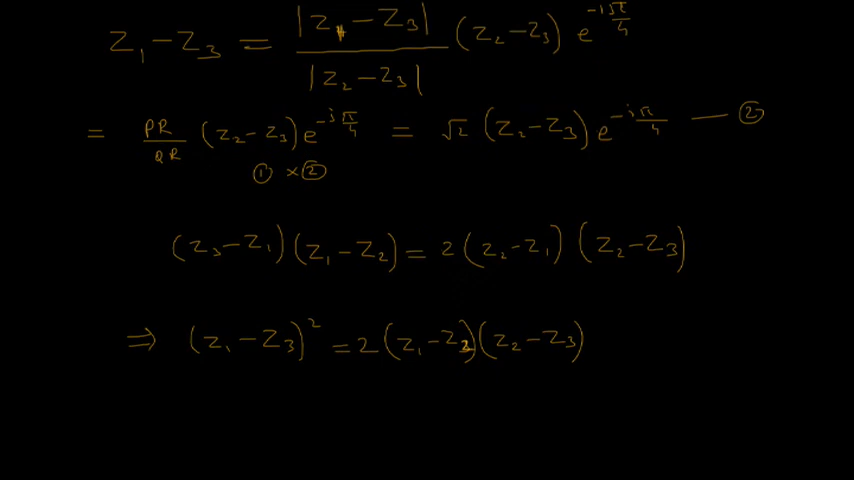 z₁ − z₃ = |z₁ − z₃| / |z₂ − z₃| (z₂ − z₃) e^{-iπ/4}
= PR/QR (z₂ − z₃) e^{-iπ/4} = √2 (z₂ − z₃) e^{-iπ/4} — ②
① × ②
(z₃ − z₁)(z₁ − z₂) = 2(z₂ − z₁)(z₂ − z₃)
⇒ (z₁ − z₃)² = 2(z₁ − z₂)(z₂ − z₃)